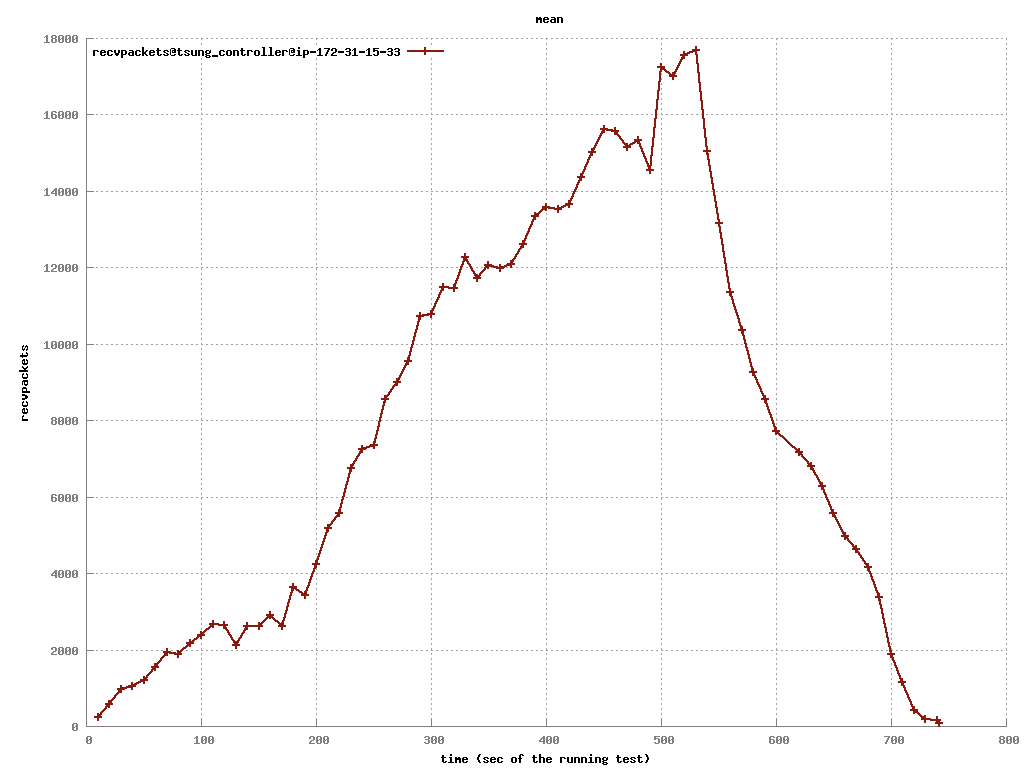 mean
recvpackets@tsung_controller@ip-172-31-15-33
18000
16000
14000
12000
10000
8000
6000
4000
2000
0
recvpackets
0 100 200 300 400 500 600 700 800
time (sec of the running test)